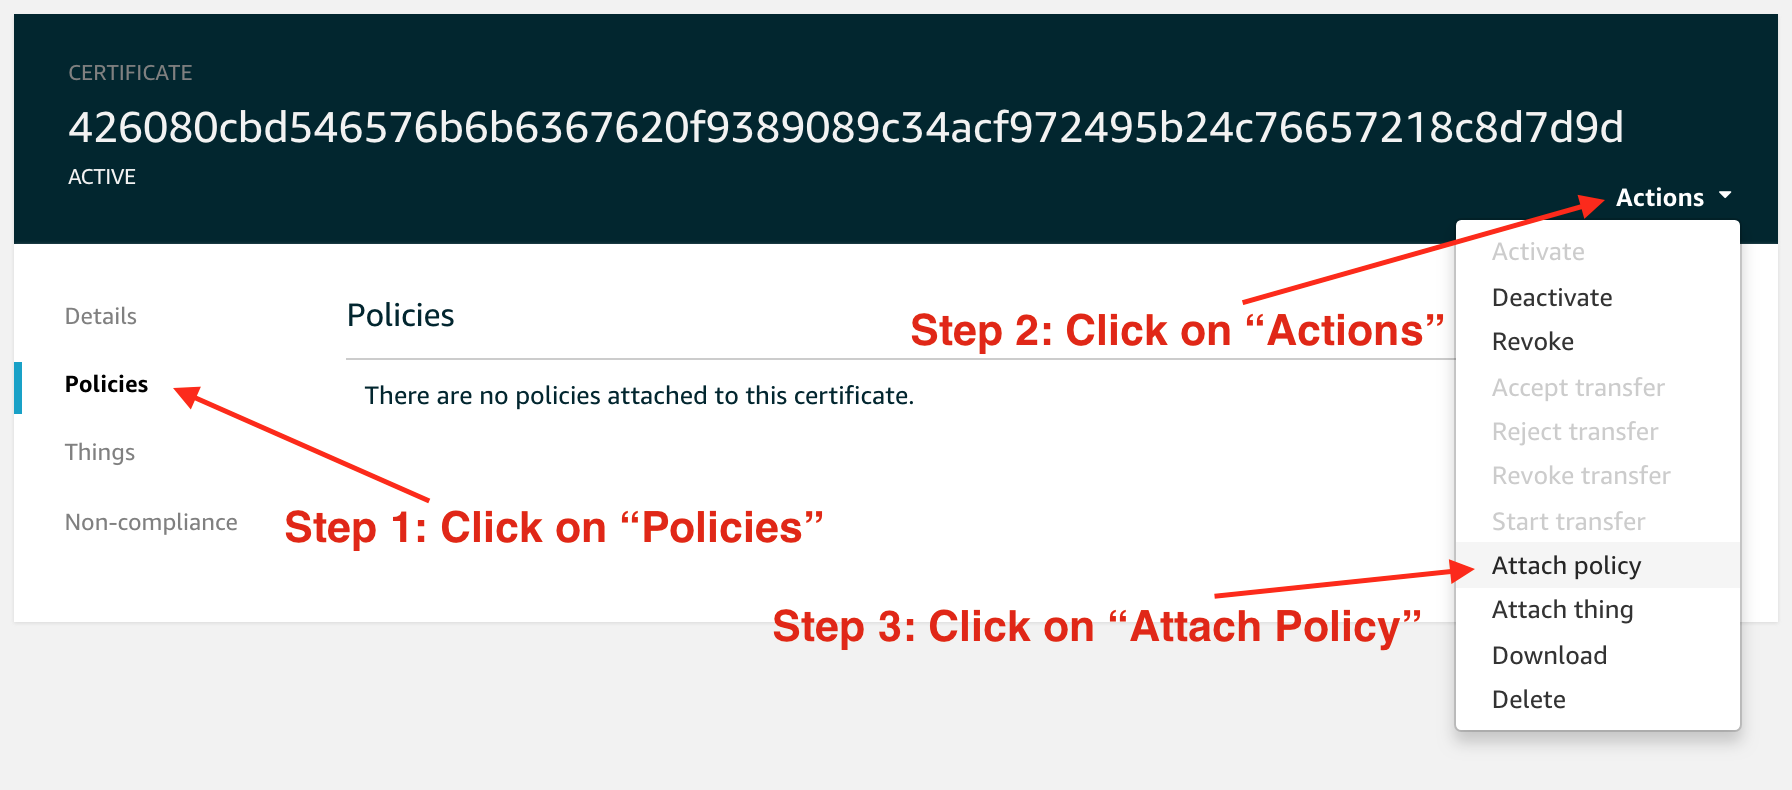 CERTIFICATE
426080cbd546576b6b6367620f9389089c34acf972495b24c76657218c8d7d9d
ACTIVE
Actions
Activate
Deactivate
Revoke
Accept transfer
Reject transfer
Revoke transfer
Start transfer
Attach policy
Attach thing
Download
Delete
Details
Policies
Things
Non-compliance
Policies
There are no policies attached to this certificate.
Step 1: Click on “Policies”
Step 2: Click on “Actions”
Step 3: Click on “Attach Policy”